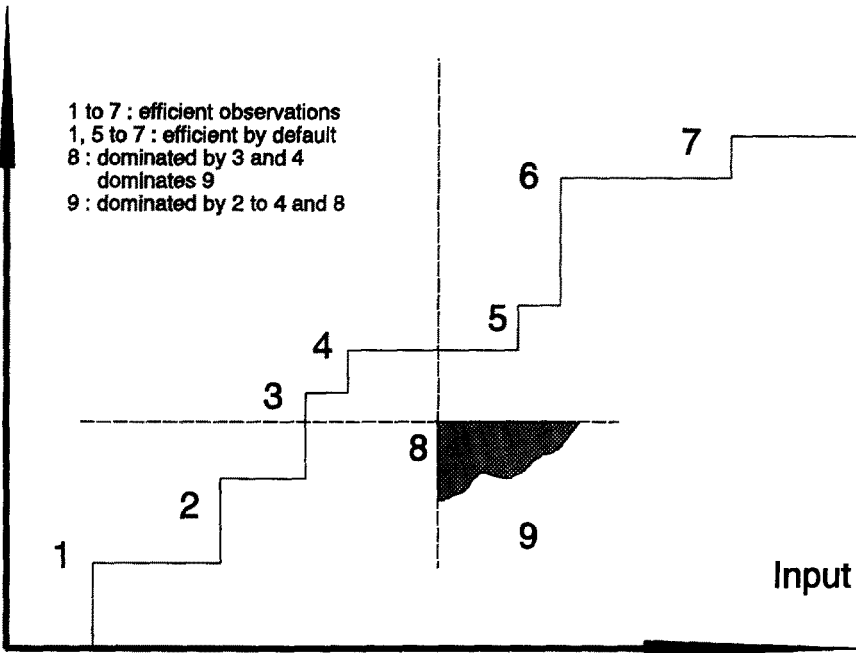 1 to 7 : efficient observations
1, 5 to 7 : efficient by default
8 : dominated by 3 and 4
dominates 9
9 : dominated by 2 to 4 and 8
7
6
5
4
3
8
2
9
1
Input